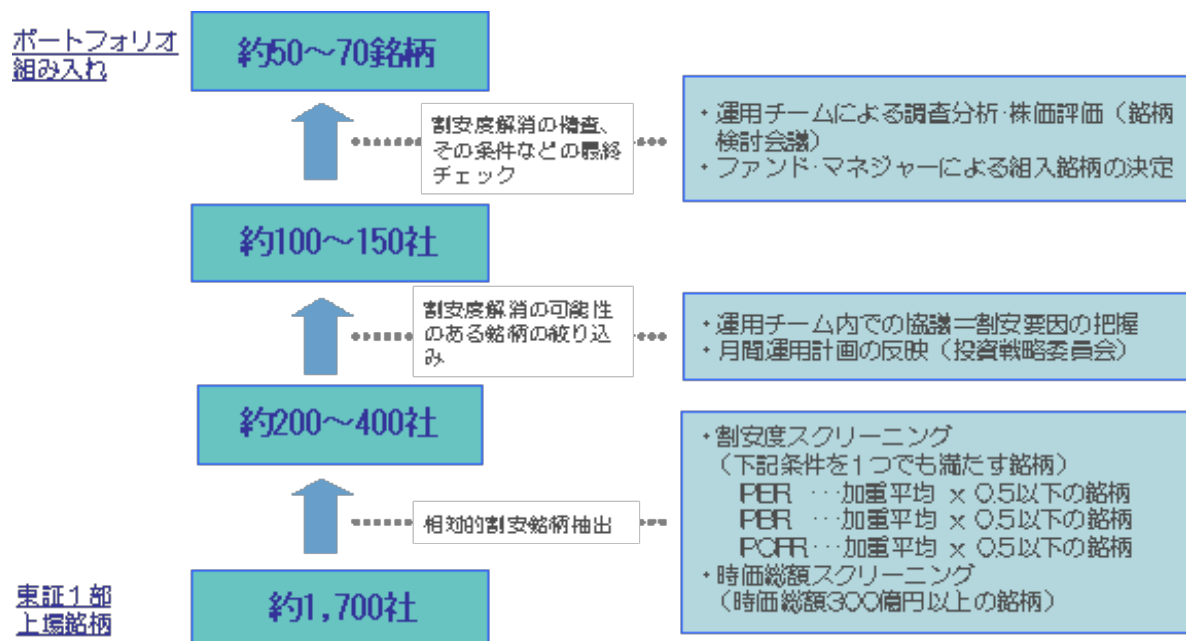 ポートフォリオ
組み入れ
約50～70銘柄
割安度解消の精査、
その条件などの最終
チェック
・運用チームによる調査分析・株価評価（銘柄
検討会議）
・ファンド・マネジャーによる組入銘柄の決定
約100～150社
割安度解消の可能性
のある銘柄の絞り込
み
・運用チーム内での協議＝割安要因の把握
・月間運用計画の反映（投資戦略委員会）
約200～400社
相対的割安銘柄抽出
・割安度スクリーニング
（下記条件を１つでも満たす銘柄）
PER …加重平均 x 0.5以下の銘柄
PBR …加重平均 x 0.5以下の銘柄
PCFR…加重平均 x 0.5以下の銘柄
・時価総額スクリーニング
（時価総額300億円以上の銘柄）
東証１部
上場銘柄
約1,700社